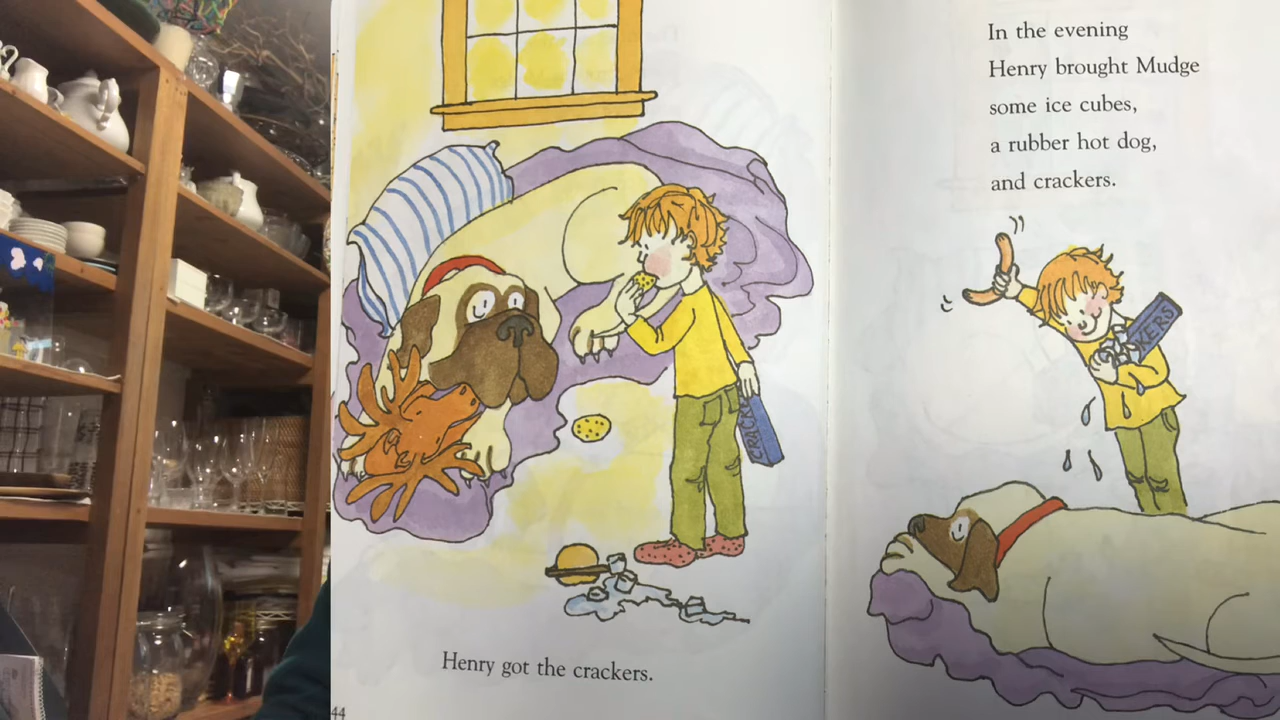 Henry got the crackers.
44
CRACK
In the evening
Henry brought Mudge
some ice cubes,
a rubber hot dog,
and crackers.
KERS